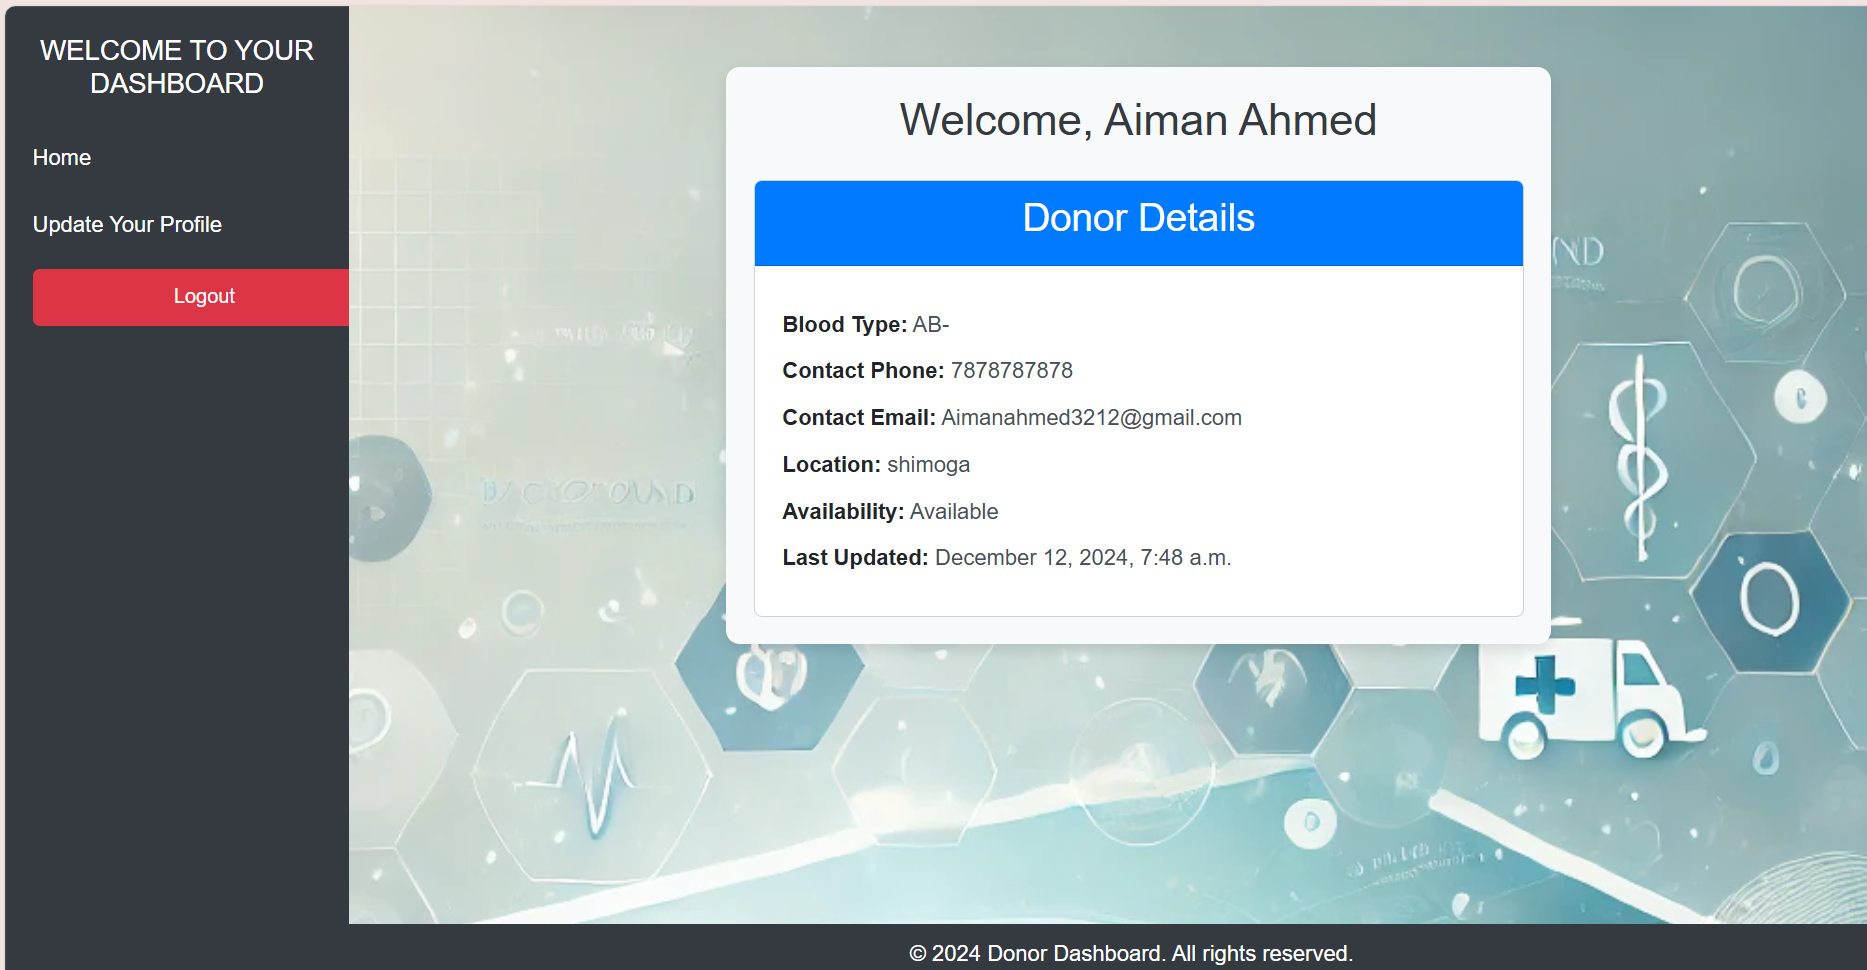 WELCOME TO YOUR
DASHBOARD
Home
Update Your Profile
Logout
Welcome, Aiman Ahmed
Donor Details
Blood Type: AB-
Contact Phone: 7878787878
Contact Email: Aimanahmed3212@gmail.com
Location: shimoga
Availability: Available
Last Updated: December 12, 2024, 7:48 a.m.
BACKGROUND
© 2024 Donor Dashboard. All rights reserved.